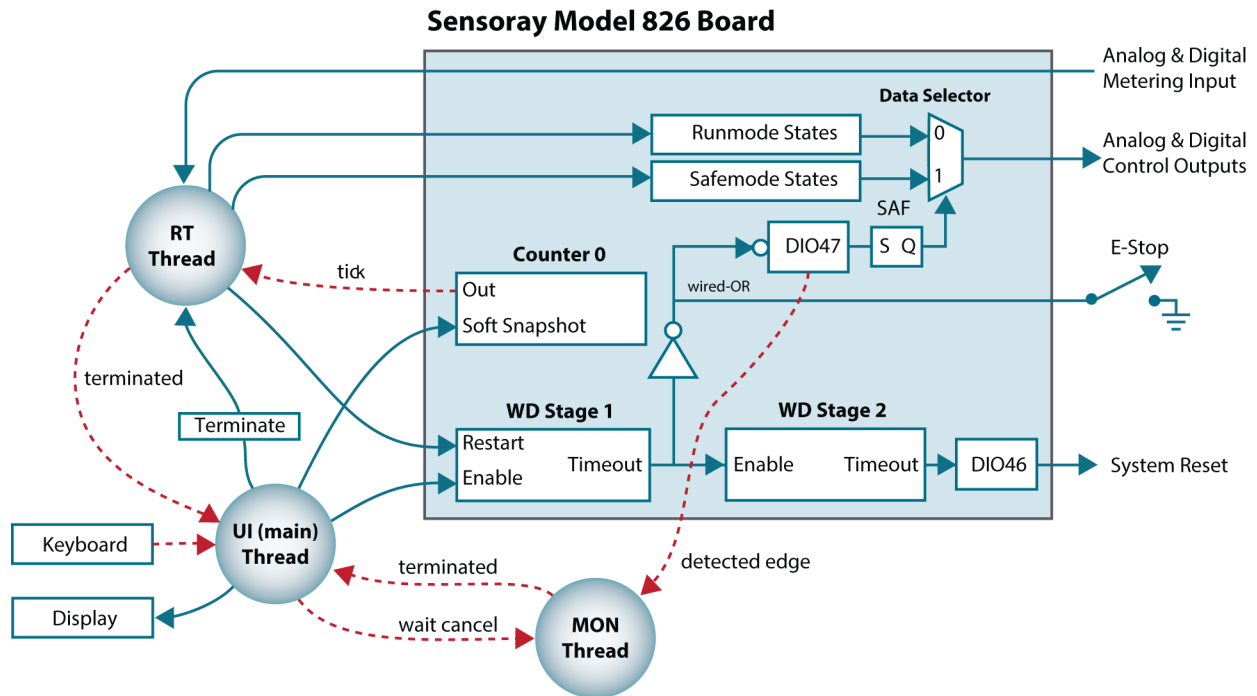 Sensoray Model 826 Board
Analog & Digital
Metering Input
Data Selector
Runmode States
0
Analog & Digital
Control Outputs
Safemode States
1
SAF
RT
Thread
DIO47
S Q
Counter 0
E-Stop
tick
Out
wired-OR
Soft Snapshot
terminated
Terminate
WD Stage 1
WD Stage 2
Restart
Timeout
Enable
Enable
Timeout
DIO46
System Reset
UI (main)
Thread
Keyboard
terminated
detected edge
Display
wait cancel
MON
Thread